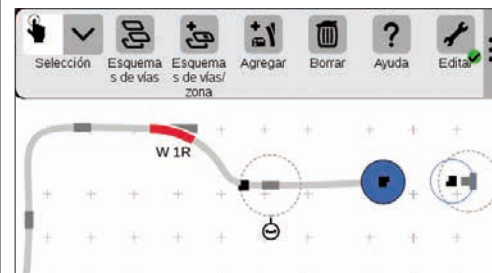 Selección
Esquema
s de vías
Esquema
s de vías/
zona
Agregar
Borrar
Ayuda
Editar
W 1R